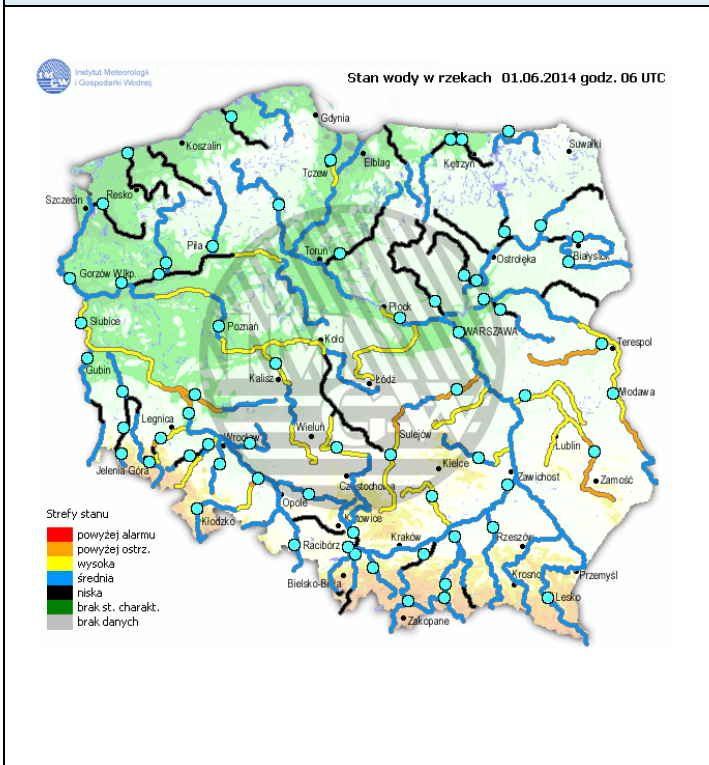 Instytut Meteorologii
i Gospodarki Wodnej
Stan wody w rzekach 01.06.2014 godz. 06 UTC
Gdynia
Koszalin
Suwałki
Elbląg
Kętrzyn
Tczew
Resko
Szczecin
Piła
Toruń
Ostrołęka
Białystok
Gorzów Wlkp.
Płock
Słubice
Poznań
WARSZAWA
Koło
Terespol
Gubin
Kalisz
Łódź
Włodawa
Legnica
Wrocław
Wieluń
Sulejów
Lublin
Jelenia Góra
Kielce
Zawichost
Zamość
Częstochowa
Opole
Kłodzko
Katowice
Racibórz
Kraków
Rzeszów
Bielsko-Biała
Krosno
Przemyśl
Lesko
Zakopane
Strefy stanu
powyżej alarmu
powyżej ostrz.
wysoka
średnia
niska
brak st. charakt.
brak danych